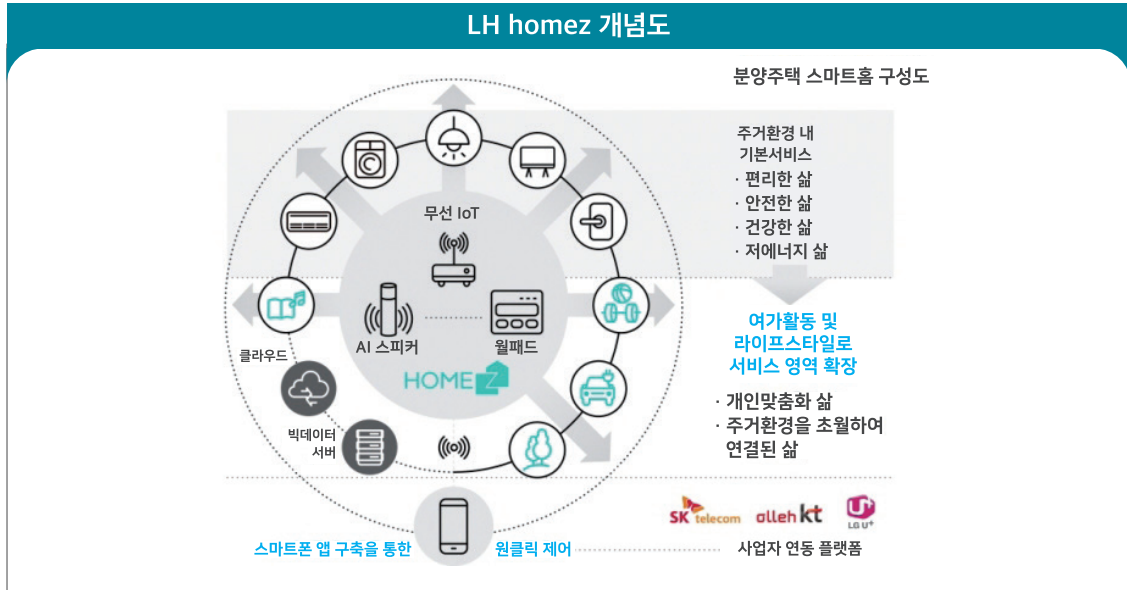 LH homez 개념도
분양주택 스마트홈 구성도
주거환경 내
기본서비스
· 편리한 삶
· 안전한 삶
· 건강한 삶
· 저에너지 삶
무선 IoT
AI 스피커
월패드
HOMEZ
클라우드
빅데이터
서버
여가활동 및
라이프스타일로
서비스 영역 확장
· 개인맞춤화 삶
· 주거환경을 초월하여
연결된 삶
SK telecom
olleh kt
U+
LG U+
스마트폰 앱 구축을 통한
원클릭 제어
사업자 연동 플랫폼